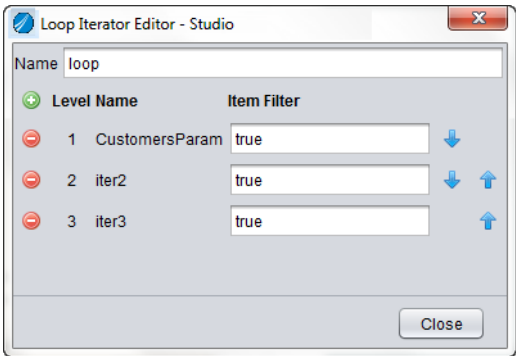 Loop Iterator Editor - Studio
Name loop
Level Name Item Filter
1 CustomersParam true
2 iter2 true
3 iter3 true
Close